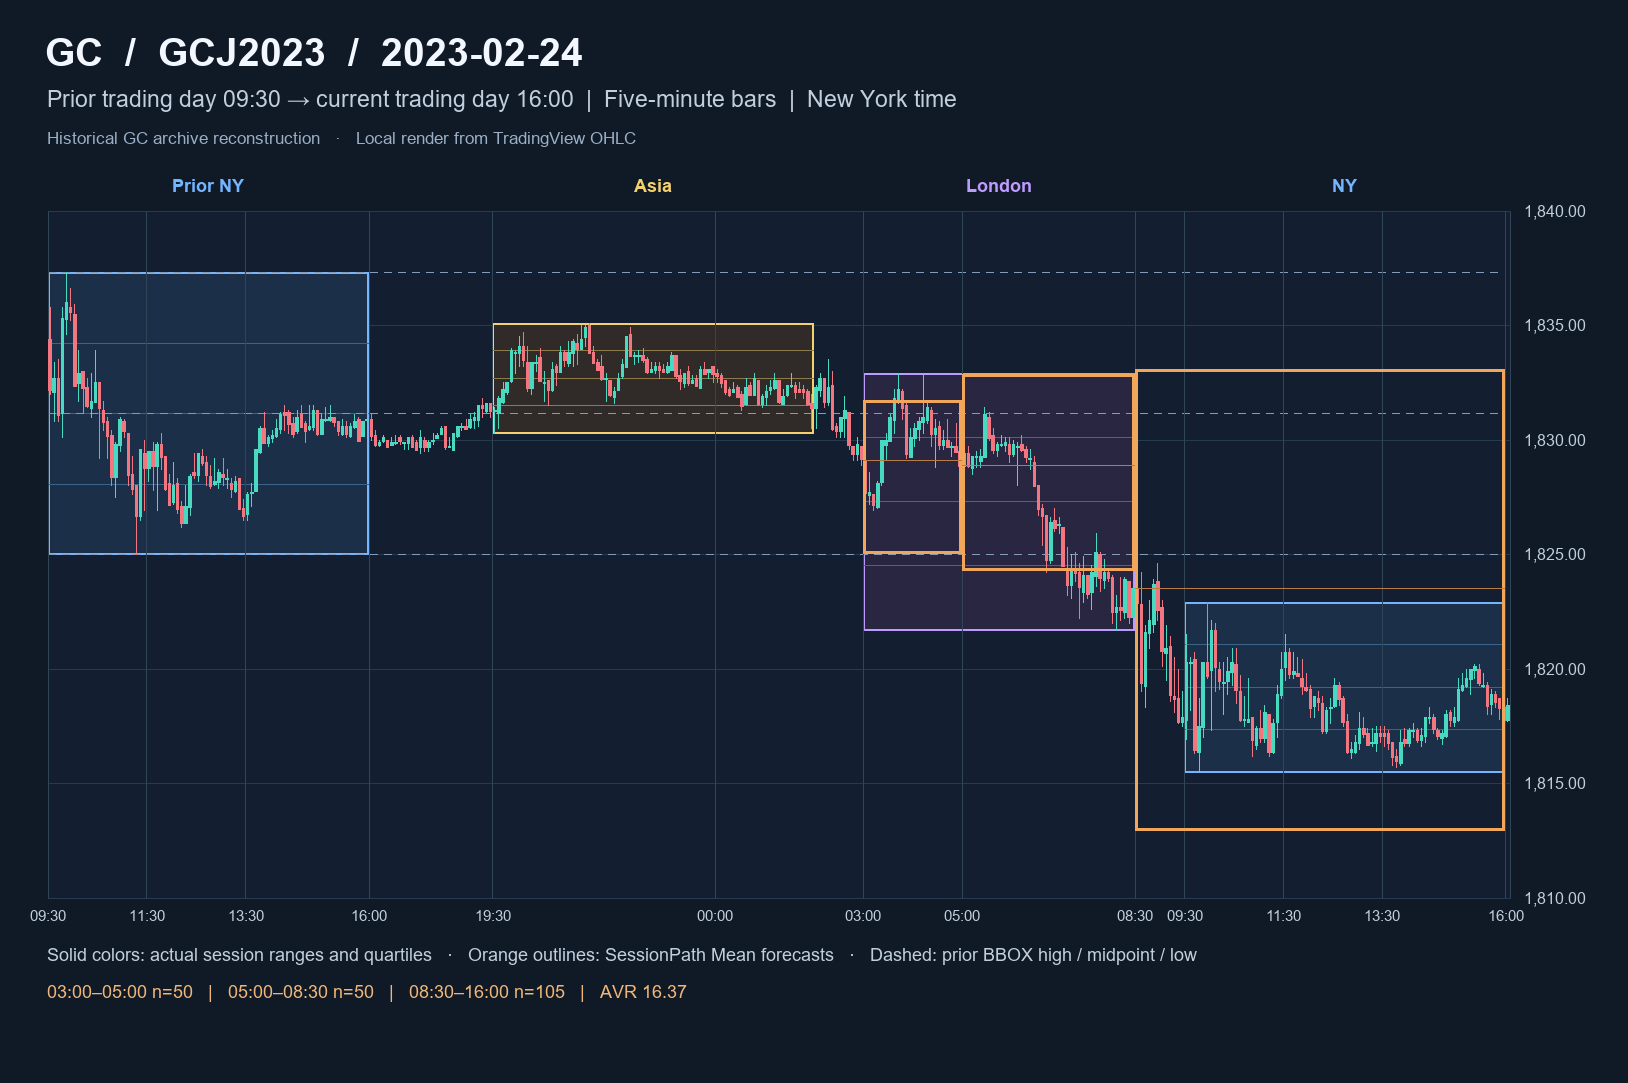 GC / GCJ2023 / 2023-02-24
Prior trading day 09:30 → current trading day 16:00 | Five-minute bars | New York time
Historical GC archive reconstruction · Local render from TradingView OHLC
Prior NY Asia London NY
1,840.00
1,835.00
1,830.00
1,825.00
1,820.00
1,815.00
1,810.00
09:30 11:30 13:30 16:00 19:30 00:00 03:00 05:00 08:30 09:30 11:30 13:30 16:00
Solid colors: actual session ranges and quartiles · Orange outlines: SessionPath Mean forecasts · Dashed: prior BBOX high / midpoint / low
03:00–05:00 n=50 | 05:00–08:30 n=50 | 08:30–16:00 n=105 | AVR 16.37